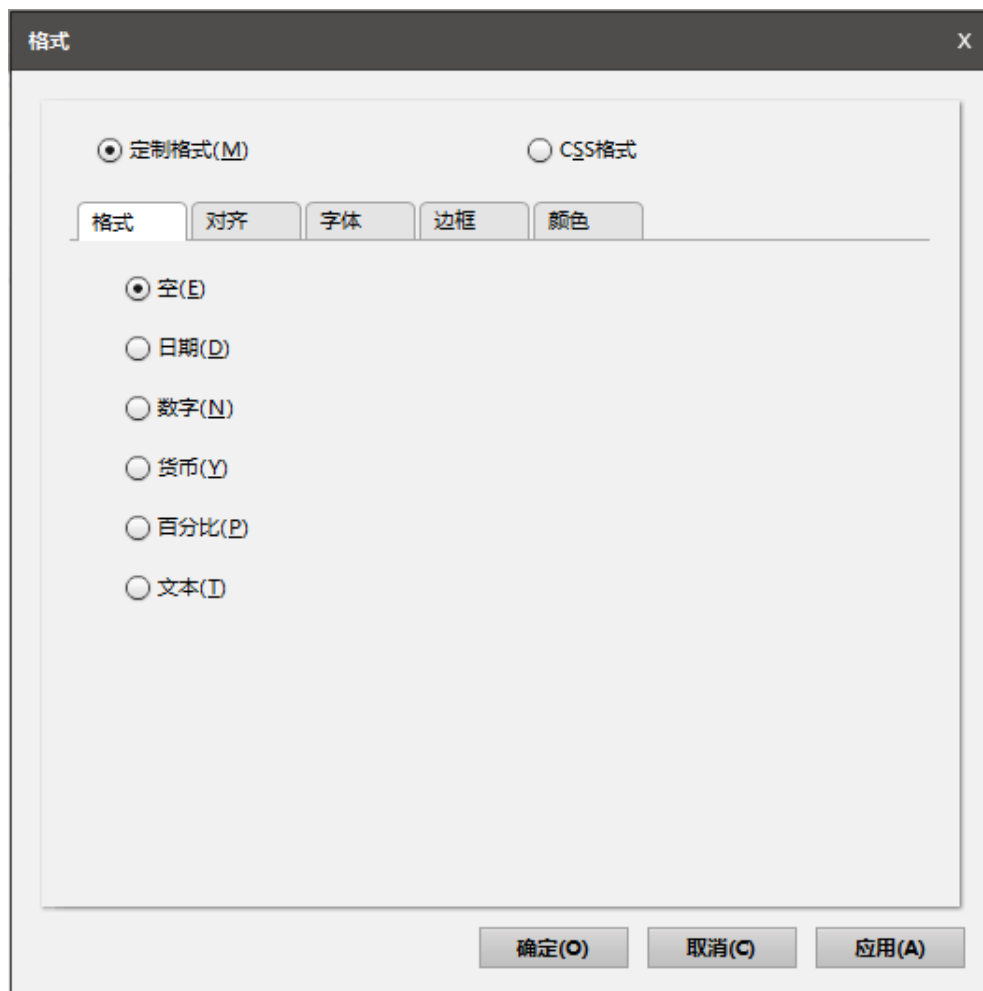 格式 X
定制格式(M) CSS格式
格式 对齐 字体 边框 颜色
空(E)
日期(D)
数字(N)
货币(Y)
百分比(P)
文本(T)
确定(O) 取消(C) 应用(A)